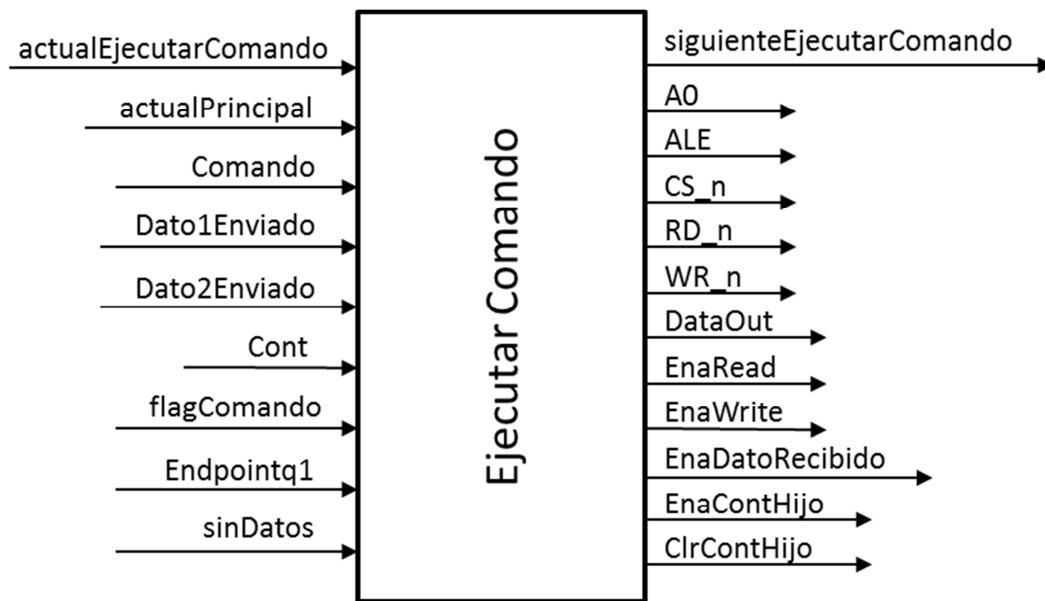 actualEjecutarComando
actualPrincipal
Comando
Dato1Enviado
Dato2Enviado
Cont
flagComando
Endpointq1
sinDatos
Ejecutar Comando
siguienteEjecutarComando
A0
ALE
CS_n
RD_n
WR_n
DataOut
EnaRead
EnaWrite
EnaDatoRecibido
EnaContHijo
ClrContHijo